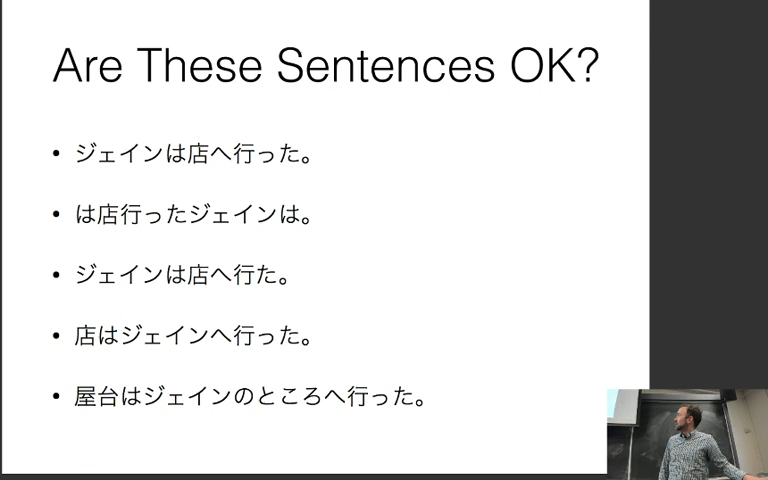 Are These Sentences OK?
• ジェインは店へ行った。
• は店行ったジェインは。
• ジェインは店へ行た。
• 店はジェインへ行った。
• 屋台はジェインのところへ行った。